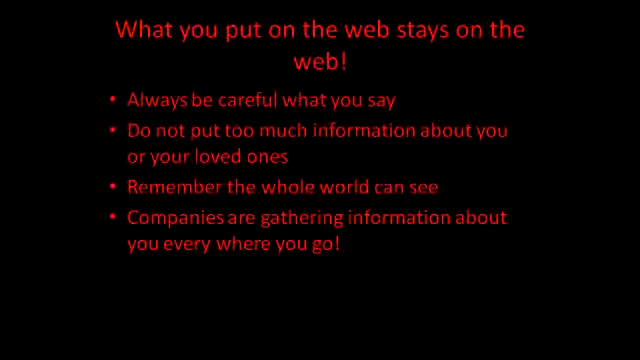 What you put on the web stays on the
web!
• Always be careful what you say
• Do not put too much information about you
or your loved ones
• Remember the whole world can see
• Companies are gathering information about
you every where you go!